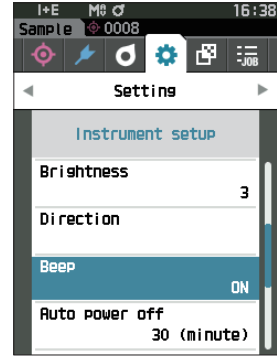 I+E M0 16:38
Sample 0008
JOB
Setting
Instrument setup
Brightness
3
Direction
Beep
ON
Auto power off
30 (minute)